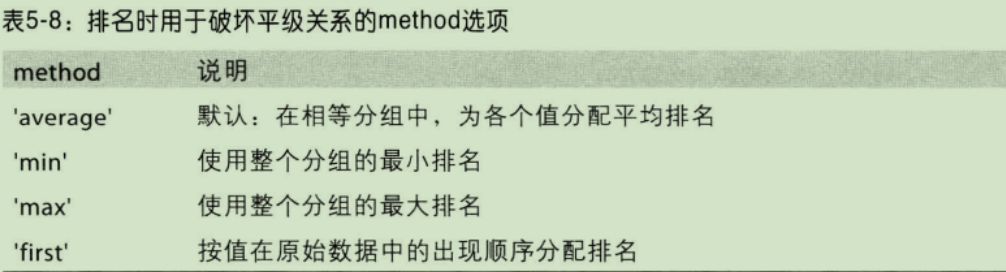 表5-8：排名时用于破坏平级关系的method选项
method 说明
'average' 默认：在相等分组中，为各个值分配平均排名
'min' 使用整个分组的最小排名
'max' 使用整个分组的最大排名
'first' 按值在原始数据中的出现顺序分配排名